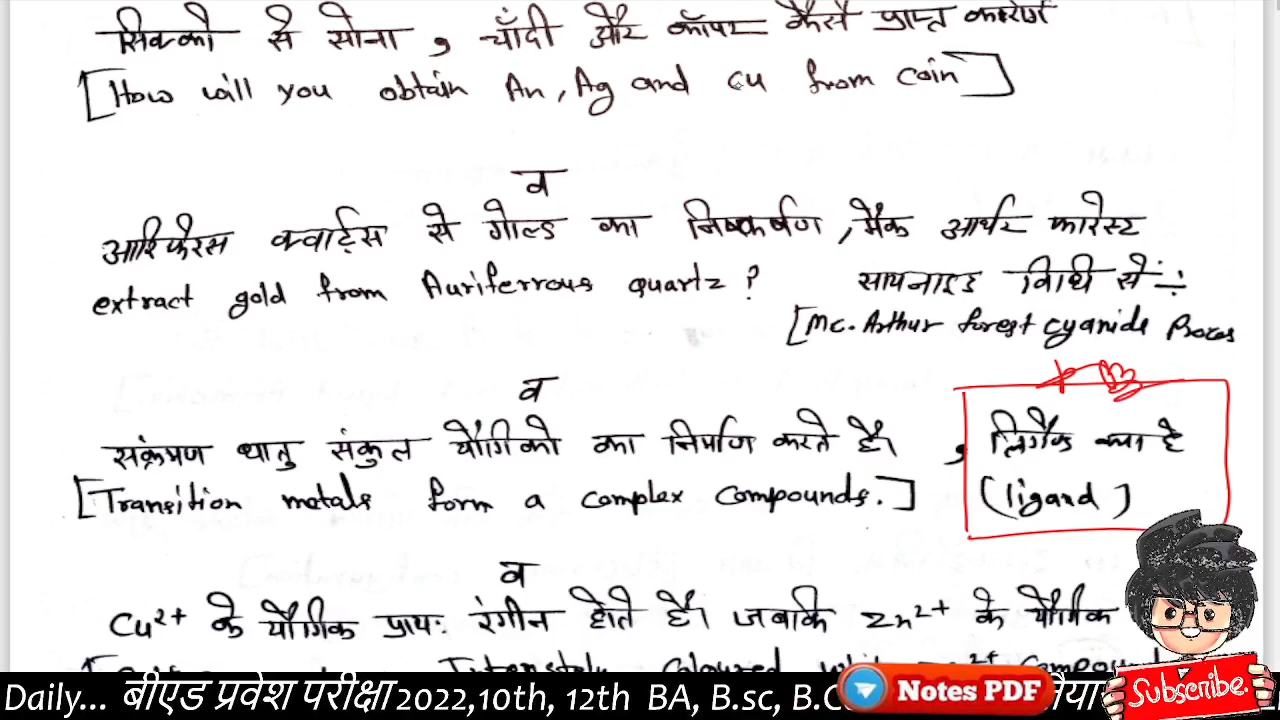 सिक्को से सोना , चाँदी और कॉपर कैसे प्राप्त करोगे
[How will you obtain Au, Ag and Cu from Coin]
व
आरिफेरस क्वार्ट्स से गोल्ड का निष्कर्षण , मैक आर्थर फारेस्ट
extract gold from Auriferrous quartz ? सायनाइड विधि से ÷
[Mc. Arthur forest cyanide Proces
व
संक्रमण धातु संकुल यौगिको का निर्माण करते है। , लिगेंड क्या है
[Transition metals form a complex compounds.] (ligand)
व
Cu²⁺ के यौगिक प्रायः रंगीन होते है। जबकि Zn²⁺ के यौगिक
coloured
Daily... बीएड प्रवेश परीक्षा 2022,10th, 12th BA, B.sc, B.C
Notes PDF
Subscribe.